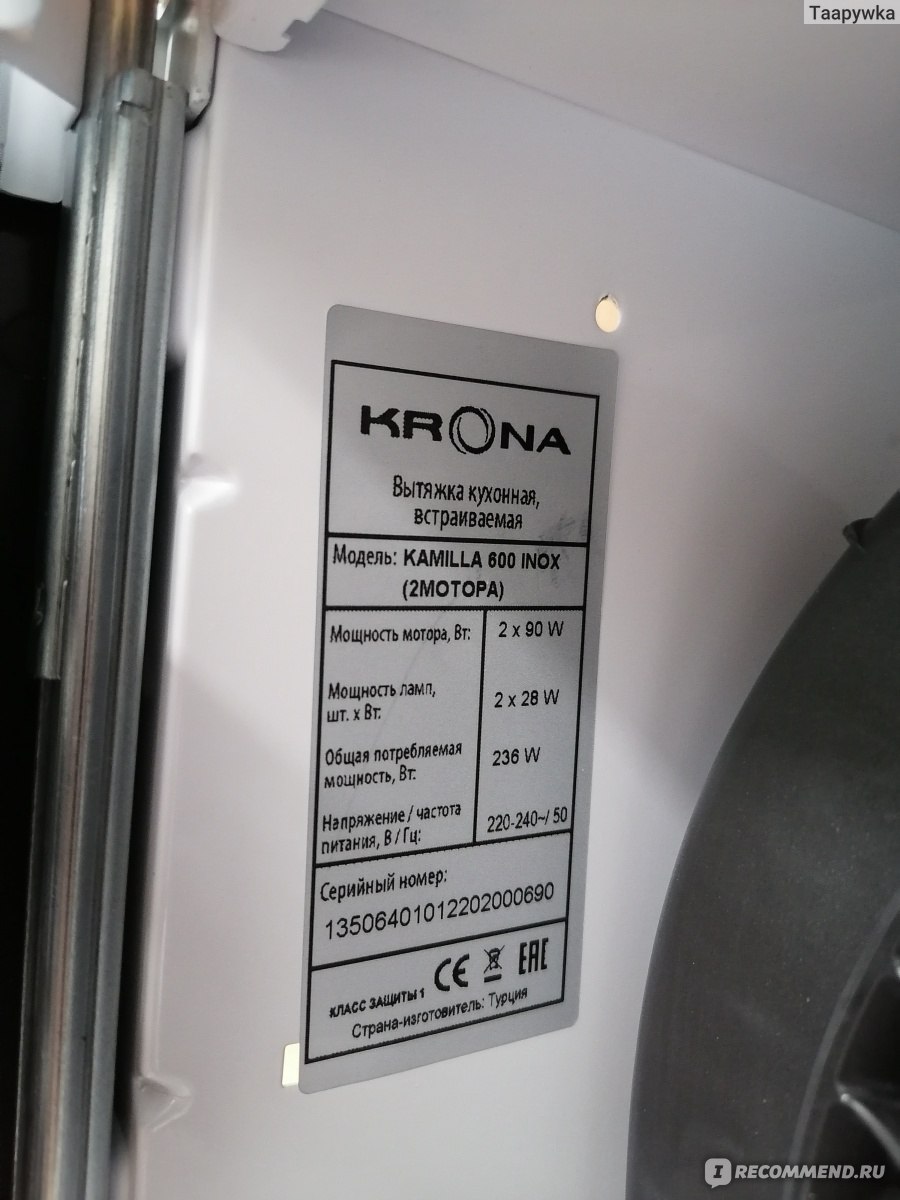 Таарушка
KRONA
Вытяжка кухонная,
встраиваемая
Модель: KAMILLA 600 INOX
(2МОТОРА)
Мощность мотора, Вт: 2 x 90 W
Мощность ламп,
шт. х Вт: 2 x 28 W
Общая потребляемая
мощность, Вт: 236 W
Напряжение / частота
питания, В / Гц: 220-240~/ 50
Серийный номер:
13506401012202000690
КЛАСС ЗАЩИТЫ 1 CE EAC
Страна-изготовитель: Турция
IRECOMMEND.RU